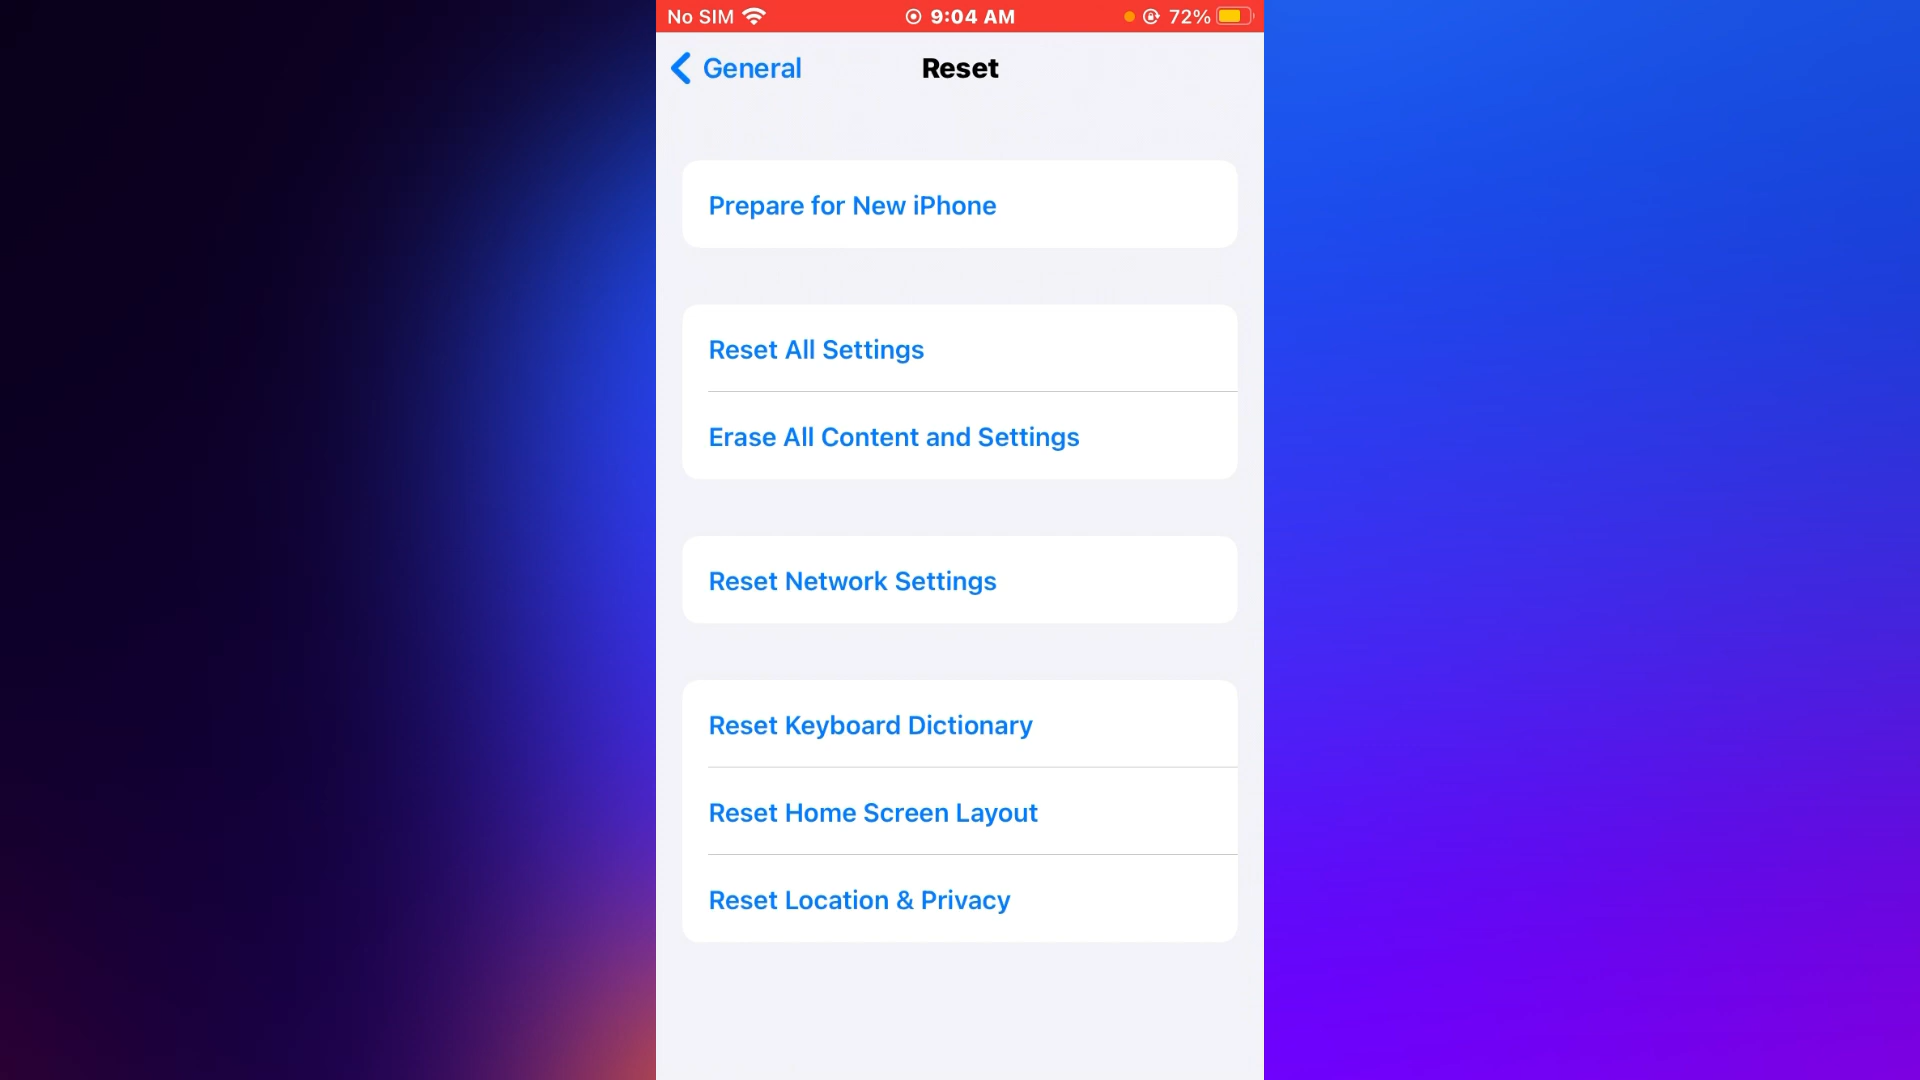 No SIM 9:04 AM 72%
General Reset
Prepare for New iPhone
Reset All Settings
Erase All Content and Settings
Reset Network Settings
Reset Keyboard Dictionary
Reset Home Screen Layout
Reset Location & Privacy